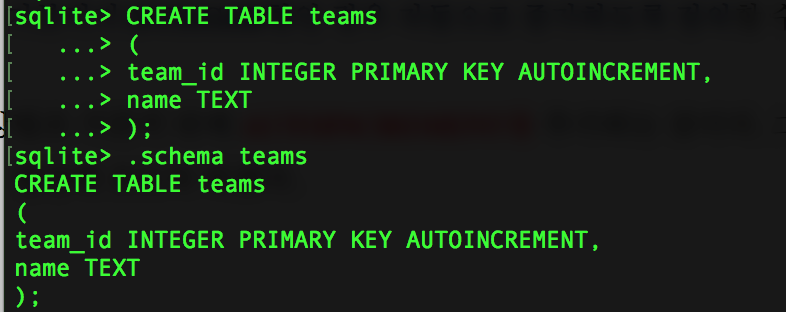 sqlite> CREATE TABLE teams
...> (
...> team_id INTEGER PRIMARY KEY AUTOINCREMENT,
...> name TEXT
...> );
sqlite> .schema teams
CREATE TABLE teams
(
team_id INTEGER PRIMARY KEY AUTOINCREMENT,
name TEXT
);